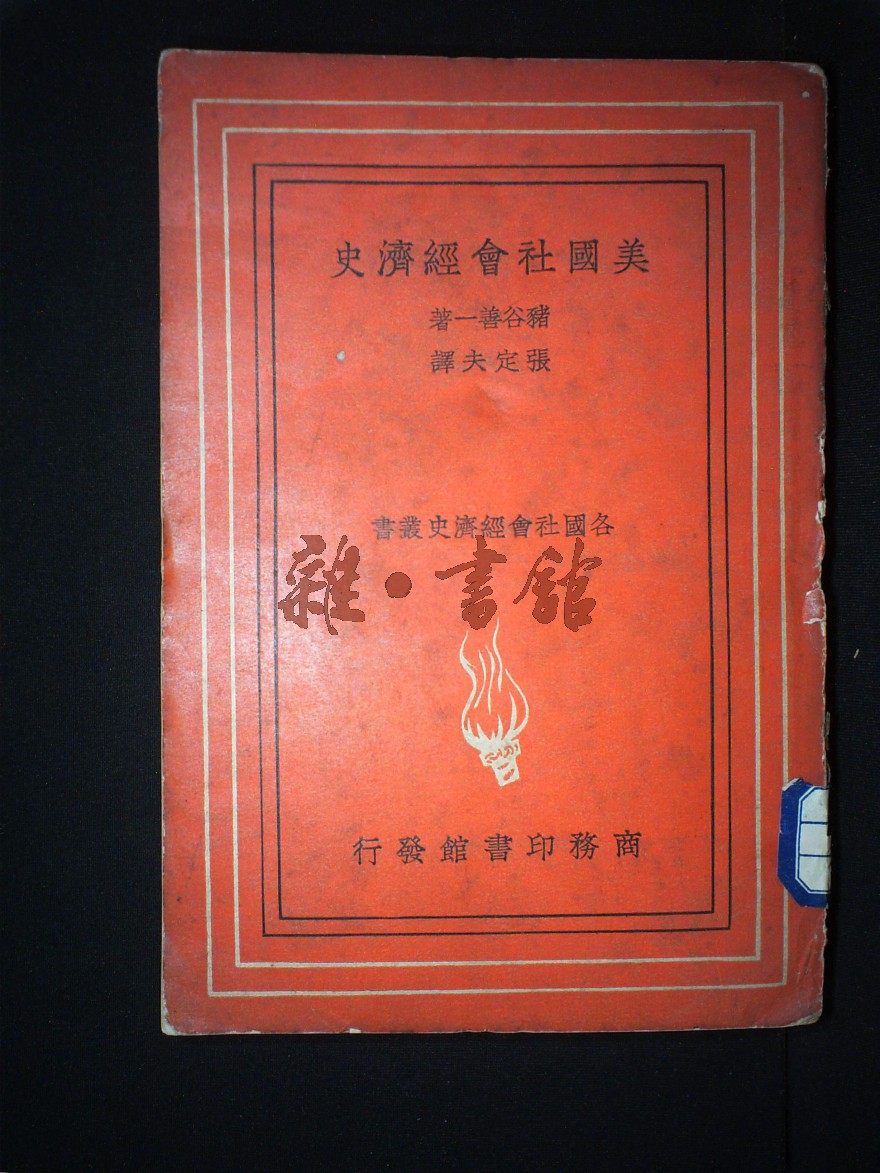 美國社會經濟史
豬谷善一著
張定夫譯
各國社會經濟史叢書
雜·書館
商務印書館發行